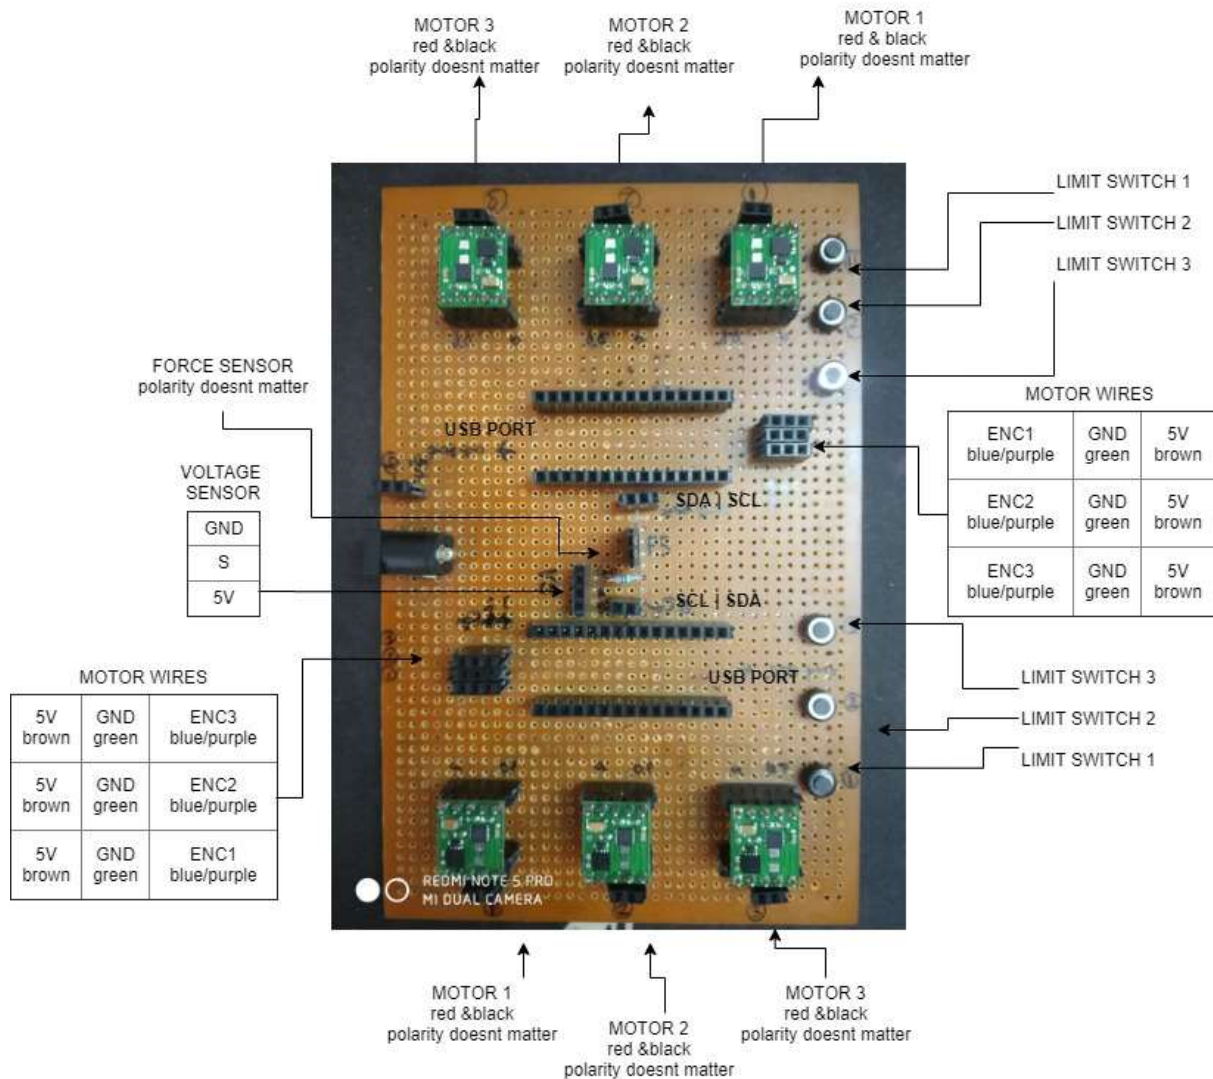 MOTOR 3
red &black
polarity doesnt matter
MOTOR 2
red &black
polarity doesnt matter
MOTOR 1
red & black
polarity doesnt matter
LIMIT SWITCH 1
LIMIT SWITCH 2
LIMIT SWITCH 3
FORCE SENSOR
polarity doesnt matter
USB PORT
SDA | SCL
VOLTAGE
SENSOR
GND
S
5V
MOTOR WIRES
ENC1
blue/purple
GND
green
5V
brown
ENC2
blue/purple
GND
green
5V
brown
ENC3
blue/purple
GND
green
5V
brown
SCL | SDA
USB PORT
MOTOR WIRES
5V
brown
GND
green
ENC3
blue/purple
5V
brown
GND
green
ENC2
blue/purple
5V
brown
GND
green
ENC1
blue/purple
LIMIT SWITCH 3
LIMIT SWITCH 2
LIMIT SWITCH 1
REDMI NOTE 5 PRO
MI DUAL CAMERA
MOTOR 1
red &black
polarity doesnt matter
MOTOR 2
red &black
polarity doesnt matter
MOTOR 3
red &black
polarity doesnt matter